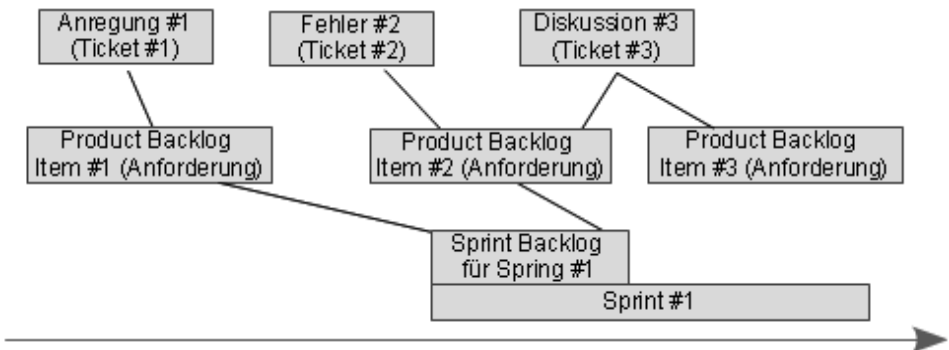 Anregung #1
(Ticket #1)
Fehler #2
(Ticket #2)
Diskussion #3
(Ticket #3)
Product Backlog
Item #1 (Anforderung)
Product Backlog
Item #2 (Anforderung)
Product Backlog
Item #3 (Anforderung)
Sprint Backlog
für Spring #1
Sprint #1